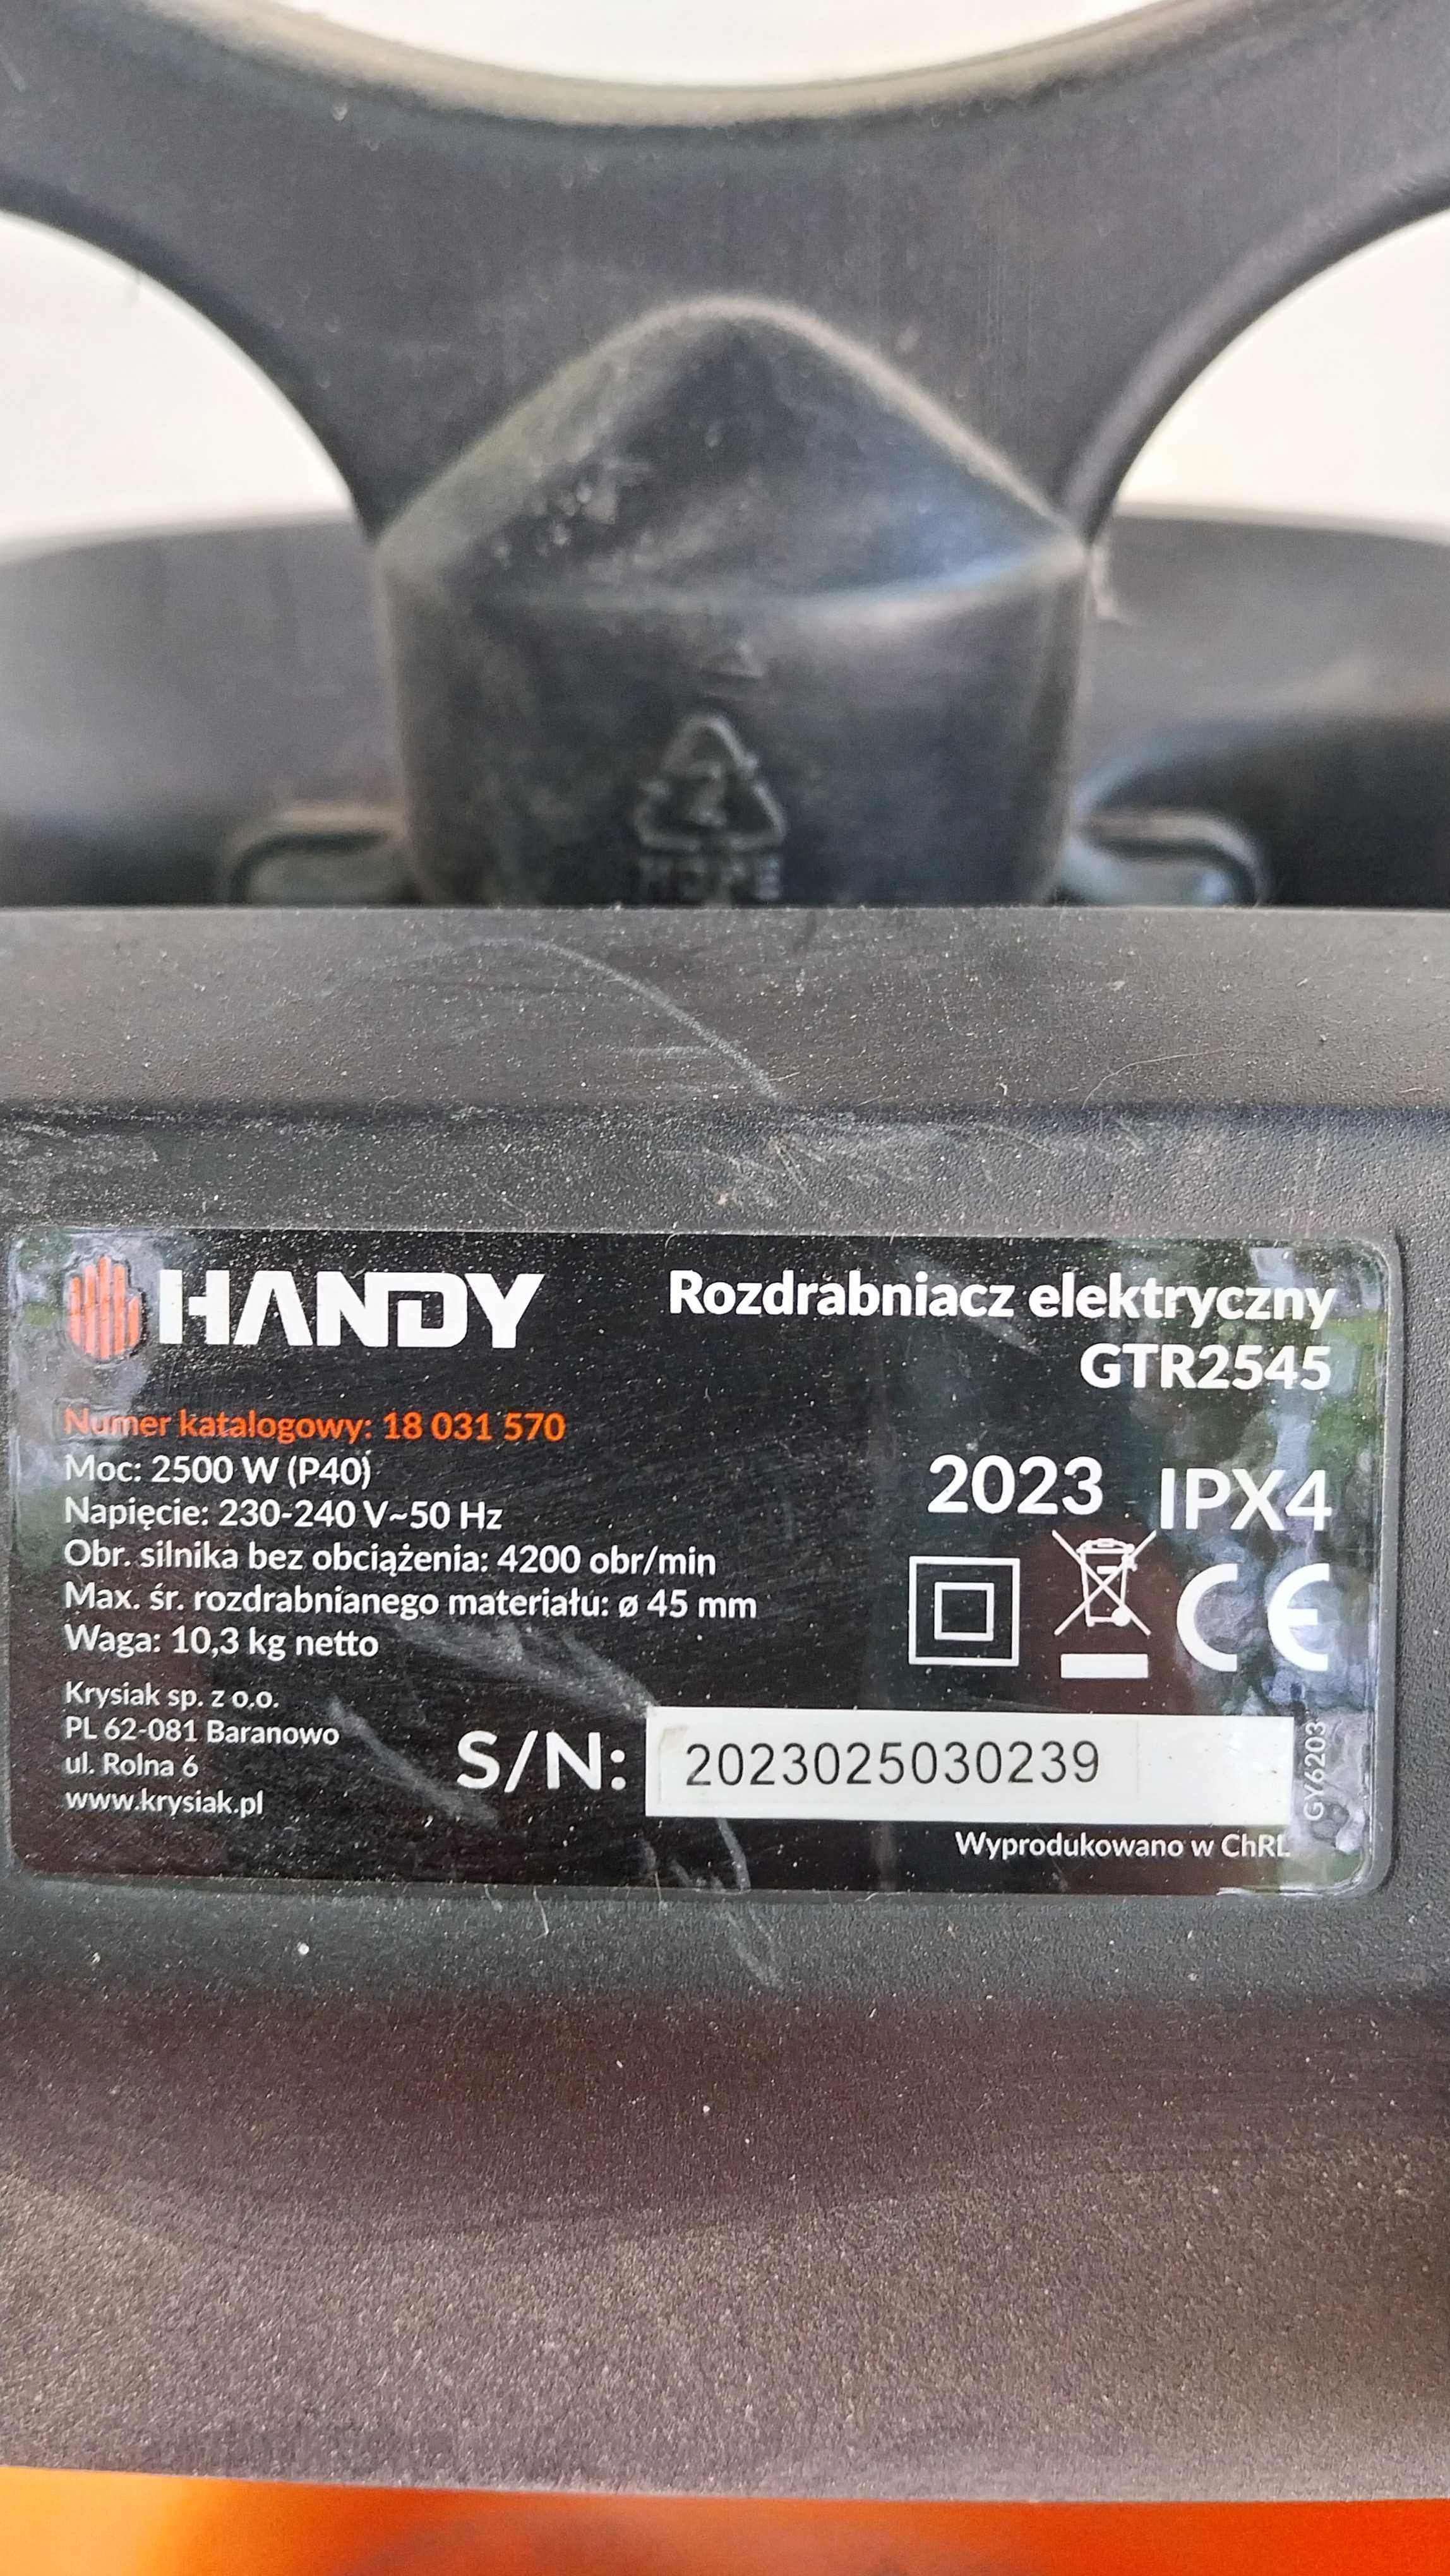 2
HDPE
HANDY
Rozdrabniacz elektryczny
GTR2545
Numer katalogowy: 18 031 570
Moc: 2500 W (P40)
Napięcie: 230-240 V~50 Hz
Obr. silnika bez obciążenia: 4200 obr/min
Max. śr. rozdrabnianego materiału: ø 45 mm
Waga: 10,3 kg netto
2023 IPX4
CE
Krysiak sp. z o.o.
PL 62-081 Baranowo
ul. Rolna 6
www.krysiak.pl
S/N: 2023025030239
GY6203
Wyprodukowano w ChRL